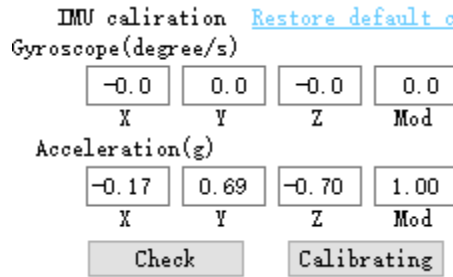 IMU caliration Restore default c
Gyroscope(degree/s)
-0.0 0.0 -0.0 0.0
X Y Z Mod
Acceleration(g)
-0.17 0.69 -0.70 1.00
X Y Z Mod
Check Calibrating